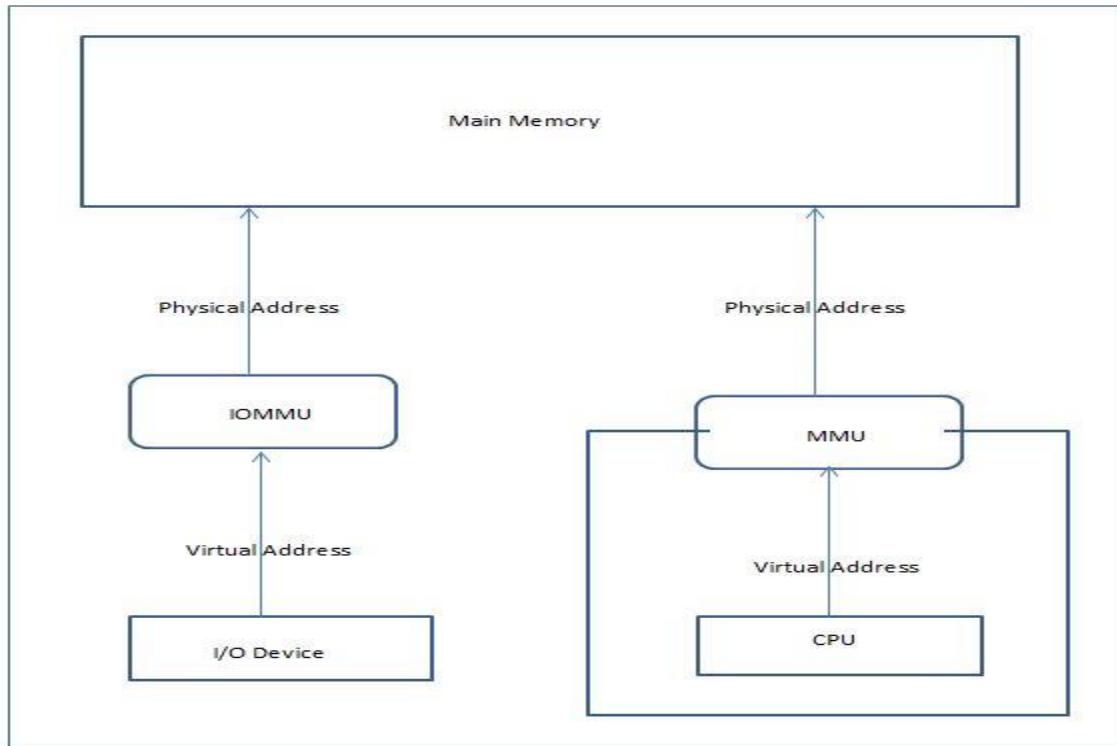 Main Memory
Physical Address
Physical Address
IOMMU
MMU
Virtual Address
Virtual Address
I/O Device
CPU